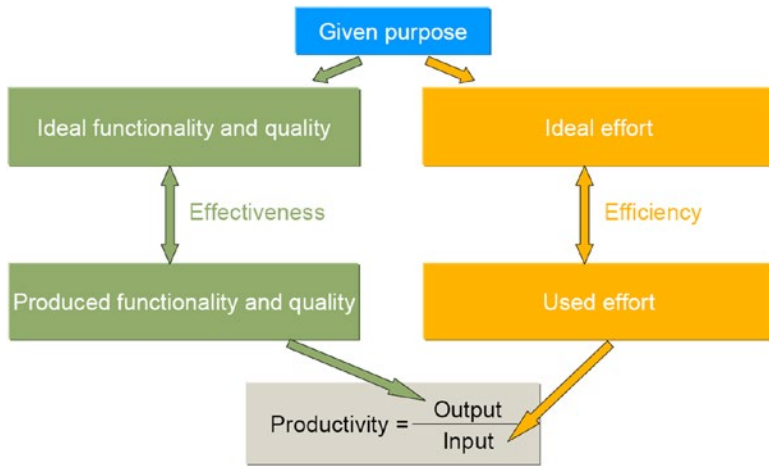 Given purpose
Ideal functionality and quality
Ideal effort
Effectiveness
Efficiency
Produced functionality and quality
Used effort
Productivity = Output
Input